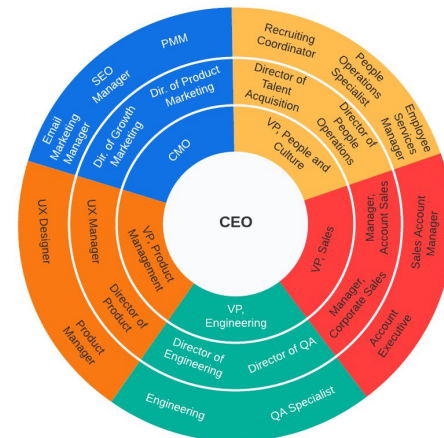 CEO
CMO
Dir. of Growth
Marketing
Dir. of Product
Marketing
Email
Marketing
Manager
SEO
Manager
PMM
VP, People and
Culture
Director of
Talent
Acquisition
Director of
People
Operations
Recruiting
Coordinator
People
Operations
Specialist
Employee
Services
Manager
VP, Sales
Manager,
Account Sales
Manager,
Corporate Sales
Sales Account
Manager
Account
Executive
VP,
Engineering
Director of QA
Director of
Engineering
QA Specialist
Engineering
VP, Product
Management
Director of
Product
UX Manager
Product
Manager
UX Designer